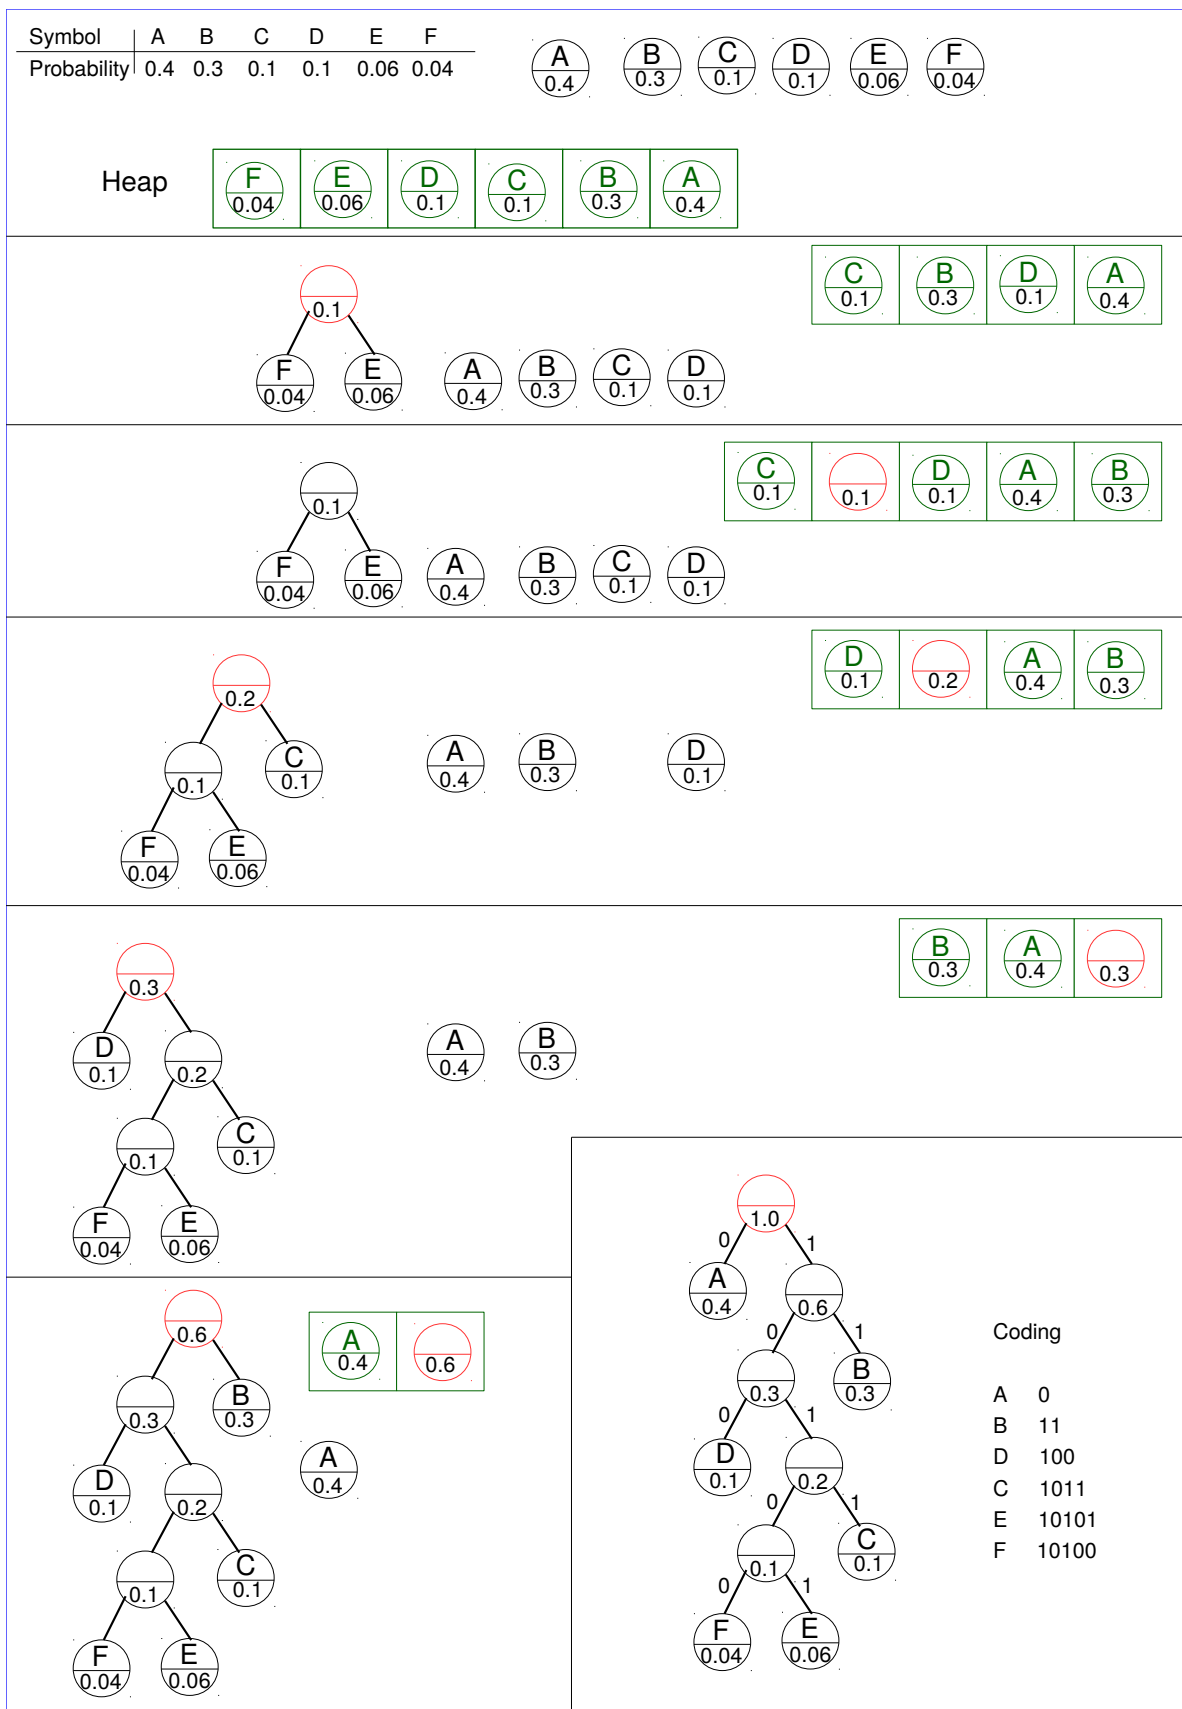 Symbol A B C D E F
Probability 0.4 0.3 0.1 0.1 0.06 0.04
A B C D E F
0.4 0.3 0.1 0.1 0.06 0.04
Heap
F E D C B A
0.04 0.06 0.1 0.1 0.3 0.4
C B D A
0.1 0.3 0.1 0.4
0.1
F E A B C D
0.04 0.06 0.4 0.3 0.1 0.1
C D A B
0.1 0.1 0.1 0.4 0.3
0.1
F E A B C D
0.04 0.06 0.4 0.3 0.1 0.1
D A B
0.1 0.2 0.4 0.3
0.2
C A B D
0.1 0.1 0.4 0.3 0.1
F E
0.04 0.06
B A
0.3 0.4 0.3
0.3
D A B
0.1 0.2 0.4 0.3
C
0.1 0.1
F E
0.04 0.06
0.6
A
0.4 0.6
B
0.3 0.3
A
0.4
D
0.1 0.2
C
0.1 0.1
F E
0.04 0.06
1.0
0 1
A
0.4 0.6
0 1
B
0.3 0.3
0 1
D
0.1 0.2
0 1
C
0.1 0.1
0 1
F E
0.04 0.06
Coding
A 0
B 11
D 100
C 1011
E 10101
F 10100